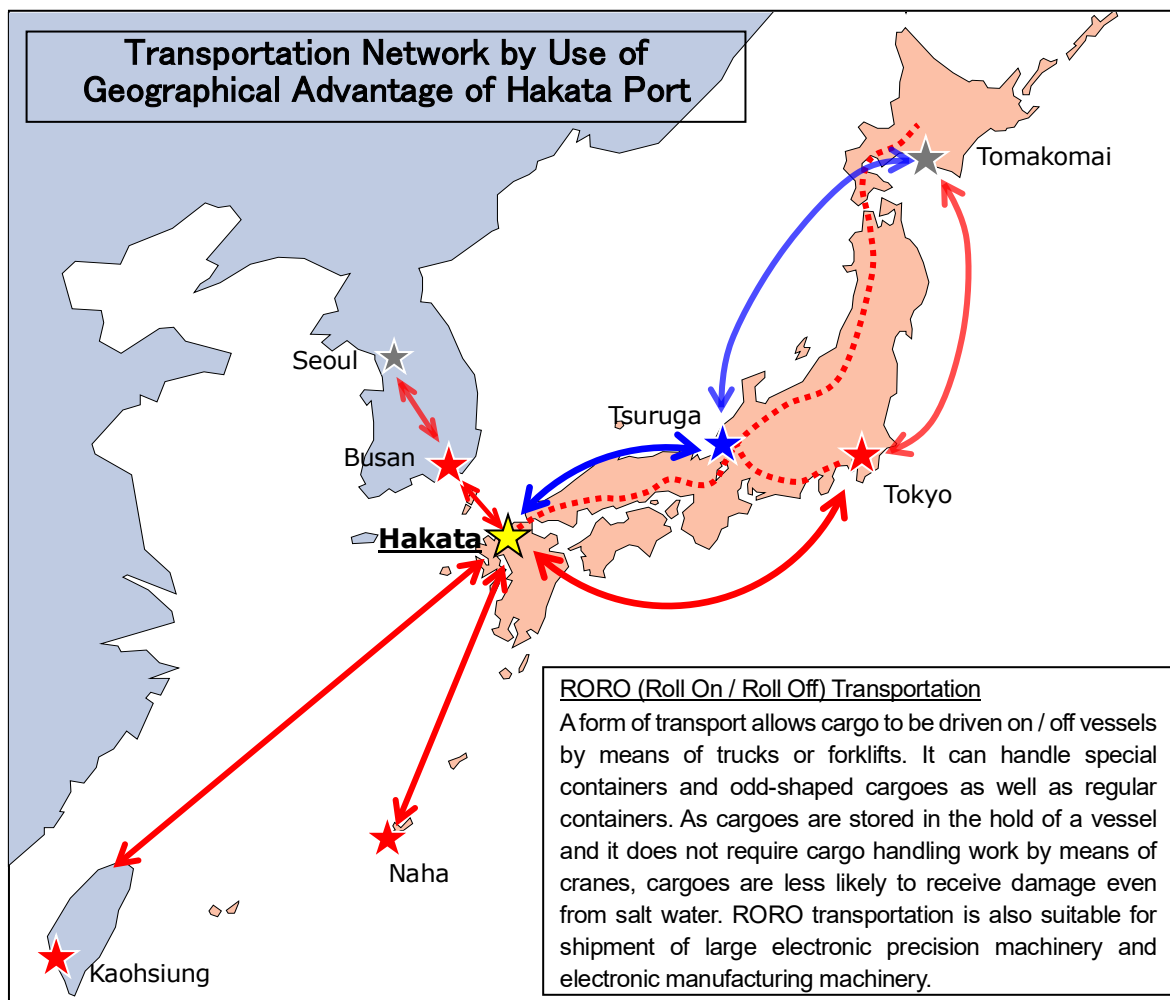 Transportation Network by Use of
Geographical Advantage of Hakata Port
Tomakomai
Seoul
Tsuruga
Busan
Tokyo
Hakata
Naha
Kaohsiung
RORO (Roll On / Roll Off) Transportation
A form of transport allows cargo to be driven on / off vessels
by means of trucks or forklifts. It can handle special
containers and odd-shaped cargoes as well as regular
containers. As cargoes are stored in the hold of a vessel
and it does not require cargo handling work by means of
cranes, cargoes are less likely to receive damage even
from salt water. RORO transportation is also suitable for
shipment of large electronic precision machinery and
electronic manufacturing machinery.